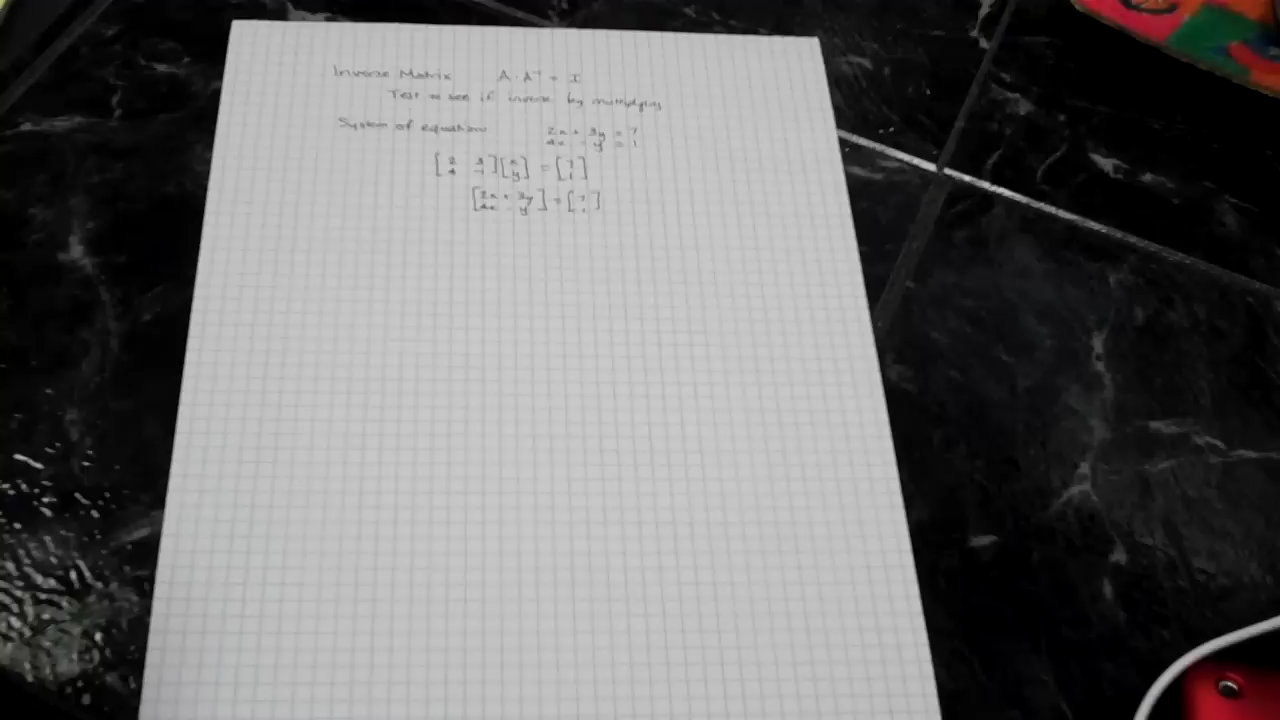 Inverse Matrix A · A⁻¹ = I
Test to see if inverse by multiplying
System of equations 2x + 3y = 7
4x - y = 1
[2 3; 4 -1] [x; y] = [7; 1]
[2x + 3y; 4x - y] = [7; 1]